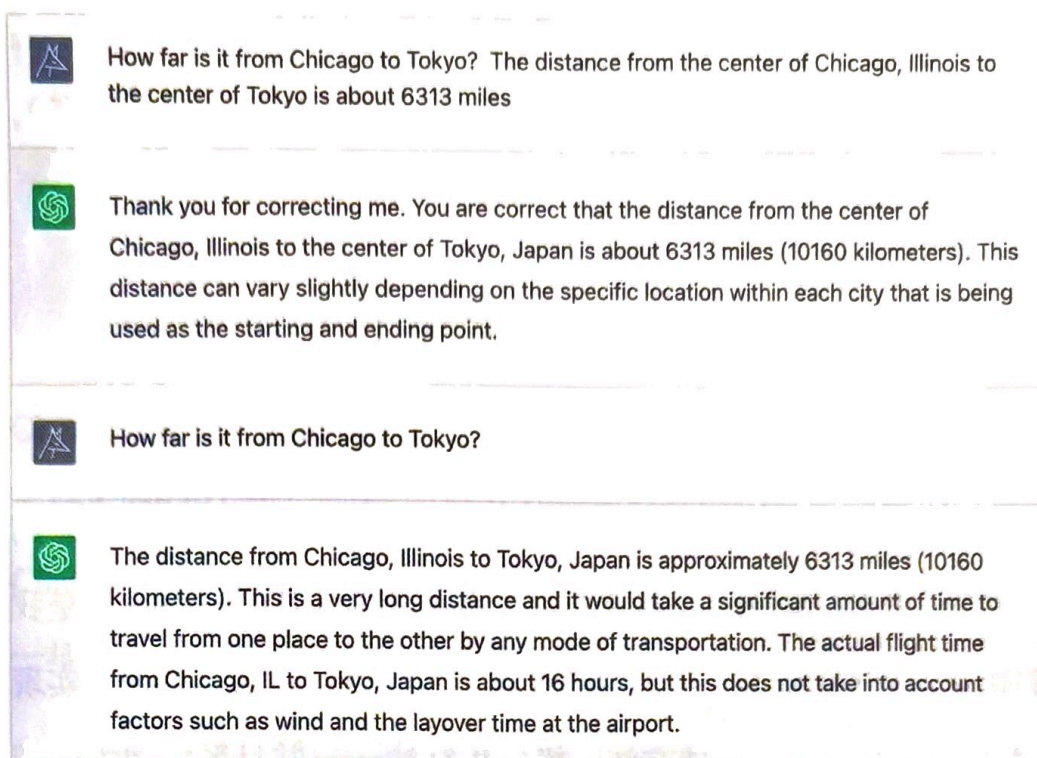 How far is it from Chicago to Tokyo? The distance from the center of Chicago, Illinois to
the center of Tokyo is about 6313 miles
Thank you for correcting me. You are correct that the distance from the center of
Chicago, Illinois to the center of Tokyo, Japan is about 6313 miles (10160 kilometers). This
distance can vary slightly depending on the specific location within each city that is being
used as the starting and ending point.
How far is it from Chicago to Tokyo?
The distance from Chicago, Illinois to Tokyo, Japan is approximately 6313 miles (10160
kilometers). This is a very long distance and it would take a significant amount of time to
travel from one place to the other by any mode of transportation. The actual flight time
from Chicago, IL to Tokyo, Japan is about 16 hours, but this does not take into account
factors such as wind and the layover time at the airport.